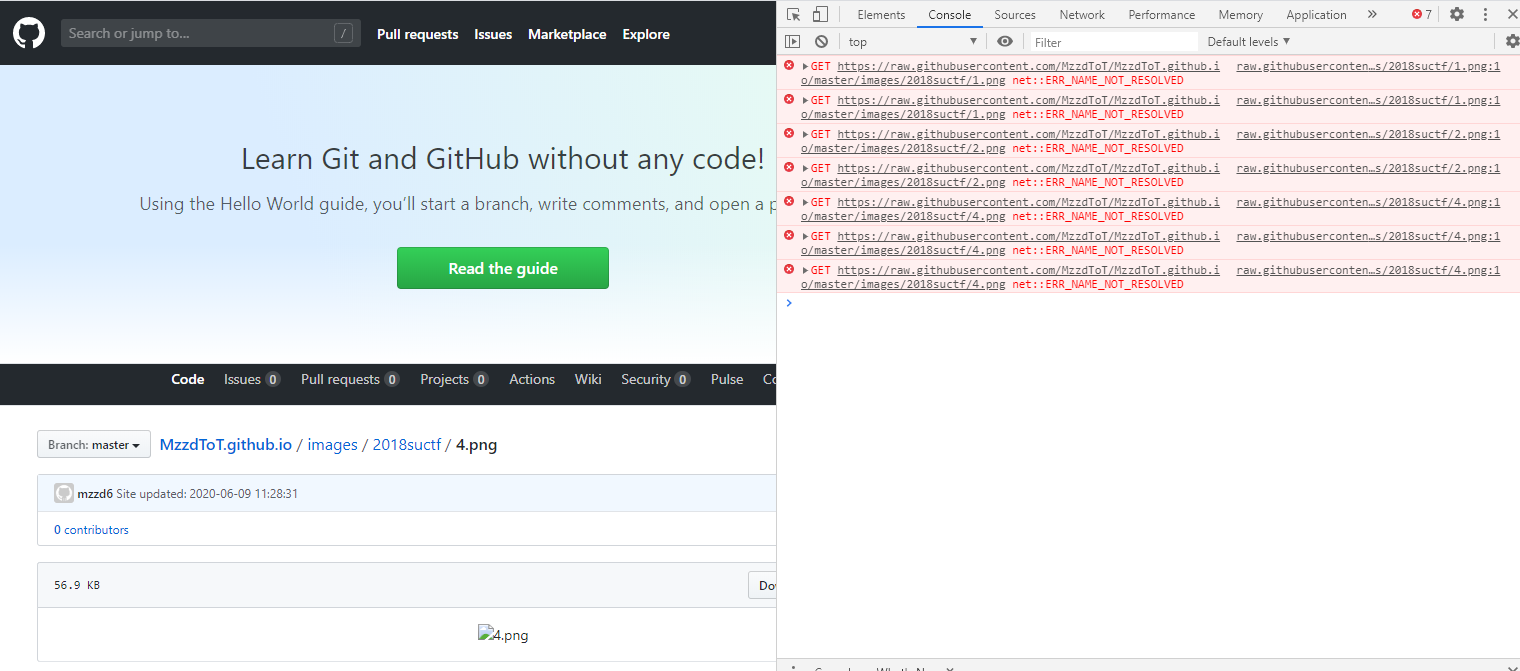 Search or jump to... /
Pull requests Issues Marketplace Explore
Learn Git and GitHub without any code!
Using the Hello World guide, you’ll start a branch, write comments, and open a p
Read the guide
Code Issues 0 Pull requests 0 Projects 0 Actions Wiki Security 0 Pulse
Branch: master
MzzdToT.github.io / images / 2018suctf / 4.png
mzzd6 Site updated: 2020-06-09 11:28:31
0 contributors
56.9 KB
4.png
Elements Console Sources Network Performance Memory Application » 7
top Filter Default levels ▼
GET https://raw.githubusercontent.com/MzzdToT/MzzdToT.github.i raw.githubuserconten…s/2018suctf/1.png:1
o/master/images/2018suctf/1.png net::ERR_NAME_NOT_RESOLVED
GET https://raw.githubusercontent.com/MzzdToT/MzzdToT.github.i raw.githubuserconten…s/2018suctf/1.png:1
o/master/images/2018suctf/1.png net::ERR_NAME_NOT_RESOLVED
GET https://raw.githubusercontent.com/MzzdToT/MzzdToT.github.i raw.githubuserconten…s/2018suctf/2.png:1
o/master/images/2018suctf/2.png net::ERR_NAME_NOT_RESOLVED
GET https://raw.githubusercontent.com/MzzdToT/MzzdToT.github.i raw.githubuserconten…s/2018suctf/2.png:1
o/master/images/2018suctf/2.png net::ERR_NAME_NOT_RESOLVED
GET https://raw.githubusercontent.com/MzzdToT/MzzdToT.github.i raw.githubuserconten…s/2018suctf/4.png:1
o/master/images/2018suctf/4.png net::ERR_NAME_NOT_RESOLVED
GET https://raw.githubusercontent.com/MzzdToT/MzzdToT.github.i raw.githubuserconten…s/2018suctf/4.png:1
o/master/images/2018suctf/4.png net::ERR_NAME_NOT_RESOLVED
GET https://raw.githubusercontent.com/MzzdToT/MzzdToT.github.i raw.githubuserconten…s/2018suctf/4.png:1
o/master/images/2018suctf/4.png net::ERR_NAME_NOT_RESOLVED